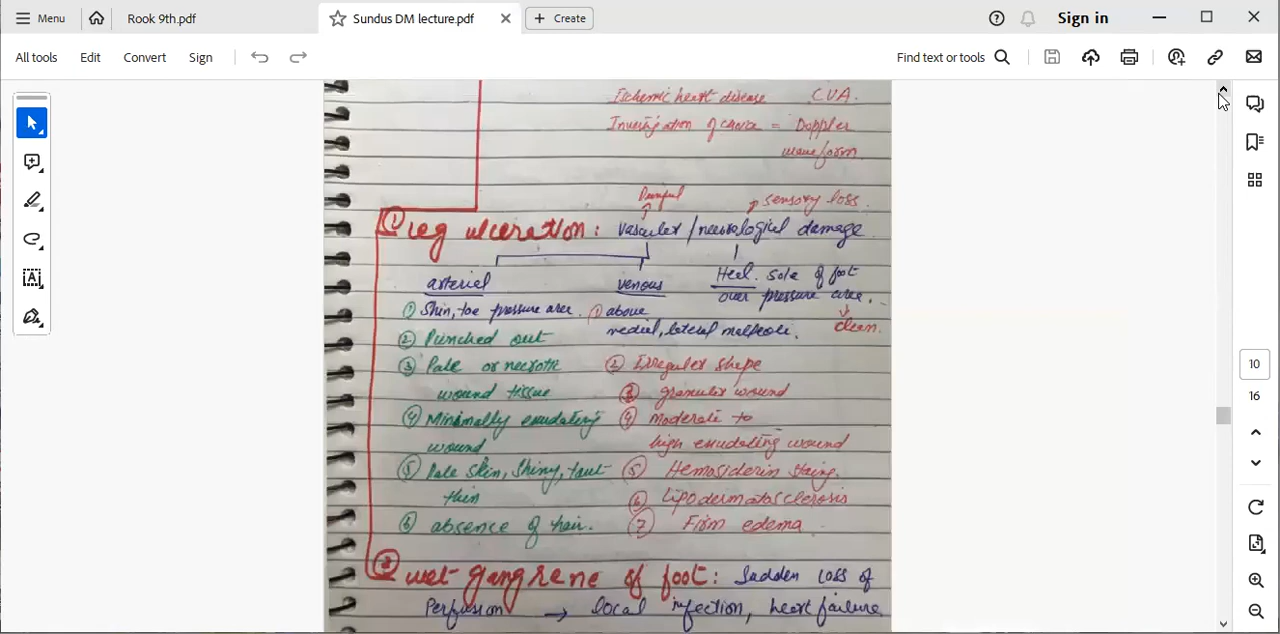 Menu Rook 9th.pdf Sundus DM lecture.pdf Create Sign in
All tools Edit Convert Sign Find text or tools
Ischemic heart disease CVA.
Investigation of choice = Doppler
waveform.
Painful sensory loss.
① Leg ulceration: vascular / neurological damage
arterial venous Heel. sole of foot
over pressure area.
① Shin, toe pressure area. ① above
medial, lateral malleoli. clean.
② Punched out
③ Pale or necrotic ② Irregular shape
wound tissue ③ granular wound
④ Minimally exudating ④ Moderate to
wound high exudating wound
⑤ Pale skin, shiny, taut ⑤ Hemosiderin staing.
thin ⑥ Lipodermatosclerosis
⑥ absence of hair. ⑦ Firm edema
② wet gangrene of foot: Sudden loss of
Perfusion → local infection, heart failure
10
16